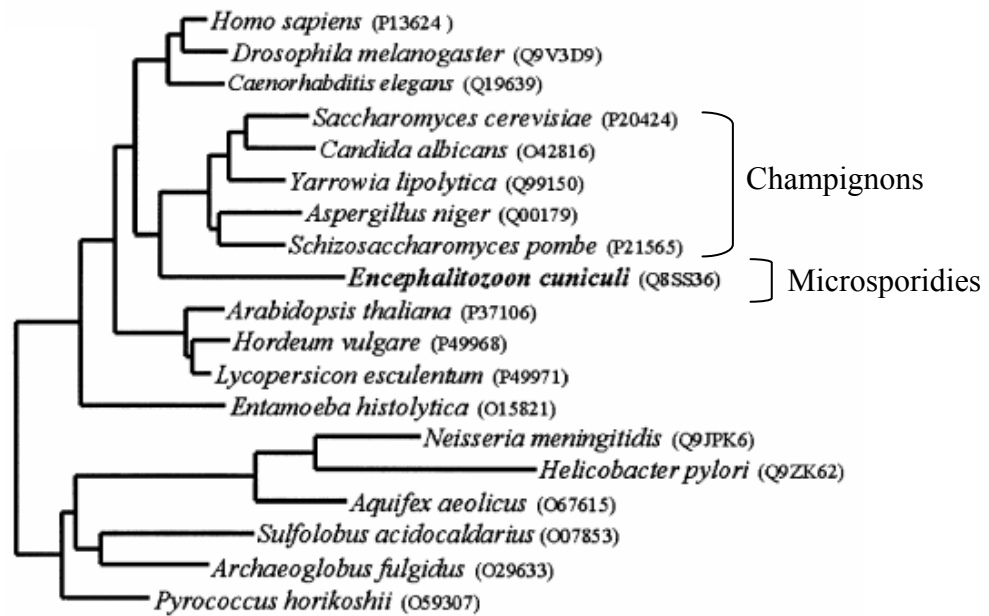 Homo sapiens (P13624 )
Drosophila melanogaster (Q9V3D9)
Caenorhabditis elegans (Q19639)
Saccharomyces cerevisiae (P20424)
Candida albicans (O42816)
Yarrowia lipolytica (Q99150)
Champignons
Aspergillus niger (Q00179)
Schizosaccharomyces pombe (P21565)
Encephalitozoon cuniculi (Q8SS36)
Microsporidies
Arabidopsis thaliana (P37106)
Hordeum vulgare (P49968)
Lycopersicon esculentum (P49971)
Entamoeba histolytica (O15821)
Neisseria meningitidis (Q9JPK6)
Helicobacter pylori (Q9ZK62)
Aquifex aeolicus (O67615)
Sulfolobus acidocaldarius (O07853)
Archaeoglobus fulgidus (O29633)
Pyrococcus horikoshii (O59307)